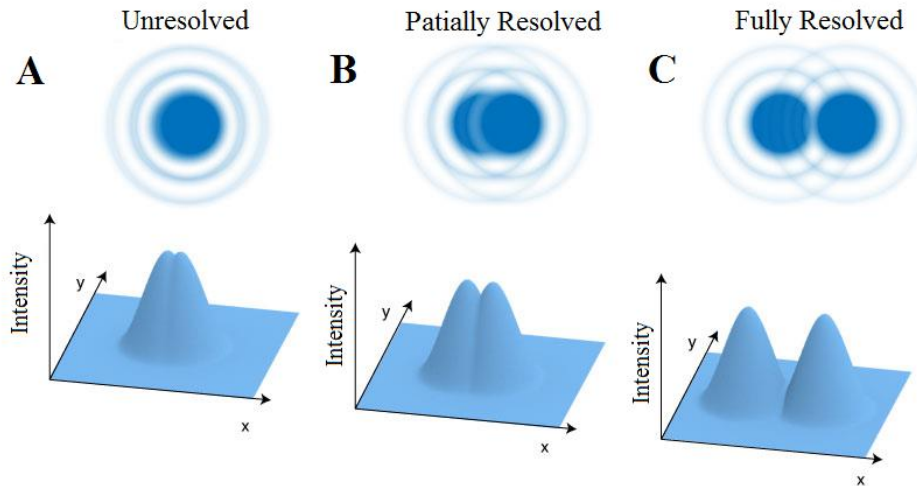 Unresolved
Patially Resolved
Fully Resolved
A
B
C
Intensity
y
x
Intensity
y
x
Intensity
y
x